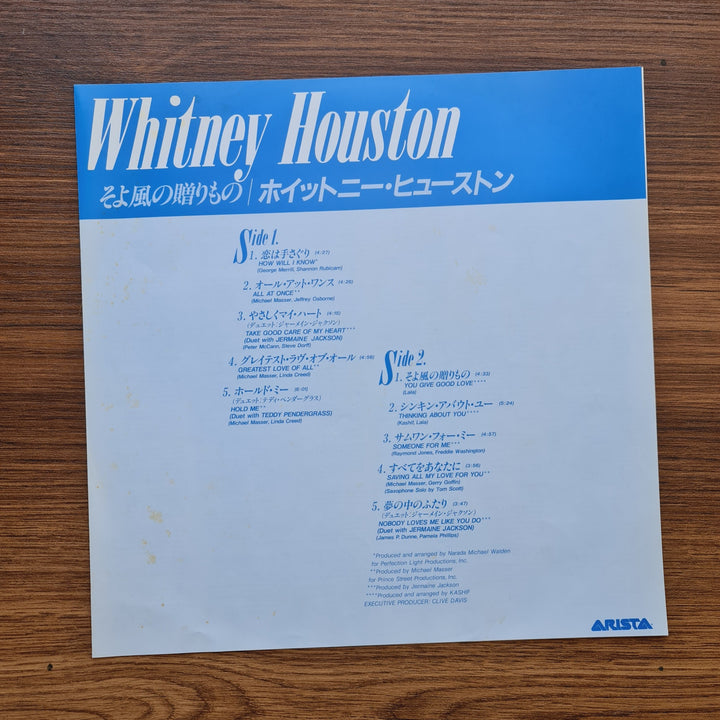 Whitney Houston
そよ風の贈りもの|ホイットニー・ヒューストン
Side 1.
1. 恋は手さぐり (4:27)
HOW WILL I KNOW*
(George Merrill, Shannon Rubicam)
2. オール・アット・ワンス (4:26)
ALL AT ONCE**
(Michael Masser, Jeffrey Osborne)
3. やさしくマイ・ハート (4:15)
(デュエット:ジャーメイン・ジャクソン)
TAKE GOOD CARE OF MY HEART***
(Duet with JERMAINE JACKSON)
(Peter McCann, Steve Dorff)
4. グレイテスト・ラヴ・オブ・オール (4:56)
GREATEST LOVE OF ALL**
(Michael Masser, Linda Creed)
5. ホールド・ミー (6:01)
(デュエット:テディ・ペンダーグラス)
HOLD ME**
(Duet with TEDDY PENDERGRASS)
(Michael Masser, Linda Creed)
Side 2.
1. そよ風の贈りもの (4:33)
YOU GIVE GOOD LOVE****
(Lala)
2. シンキン・アバウト・ユー (5:24)
THINKING ABOUT YOU****
(Kashif, Lala)
3. サムワン・フォー・ミー (4:57)
SOMEONE FOR ME***
(Raymond Jones, Freddie Washington)
4. すべてをあなたに (3:56)
SAVING ALL MY LOVE FOR YOU**
(Michael Masser, Gerry Goffin)
(Saxophone Solo by Tom Scott)
5. 夢の中のふたり (3:47)
(デュエット:ジャーメイン・ジャクソン)
NOBODY LOVES ME LIKE YOU DO***
(Duet with JERMAINE JACKSON)
(James P. Dunne, Pamela Phillips)
*Produced and arranged by Narada Michael Walden
for Perfection Light Productions, Inc.
**Produced by Michael Masser
for Prince Street Productions, Inc.
***Produced by Jermaine Jackson
****Produced and arranged by KASHIF
EXECUTIVE PRODUCER: CLIVE DAVIS
ARISTA